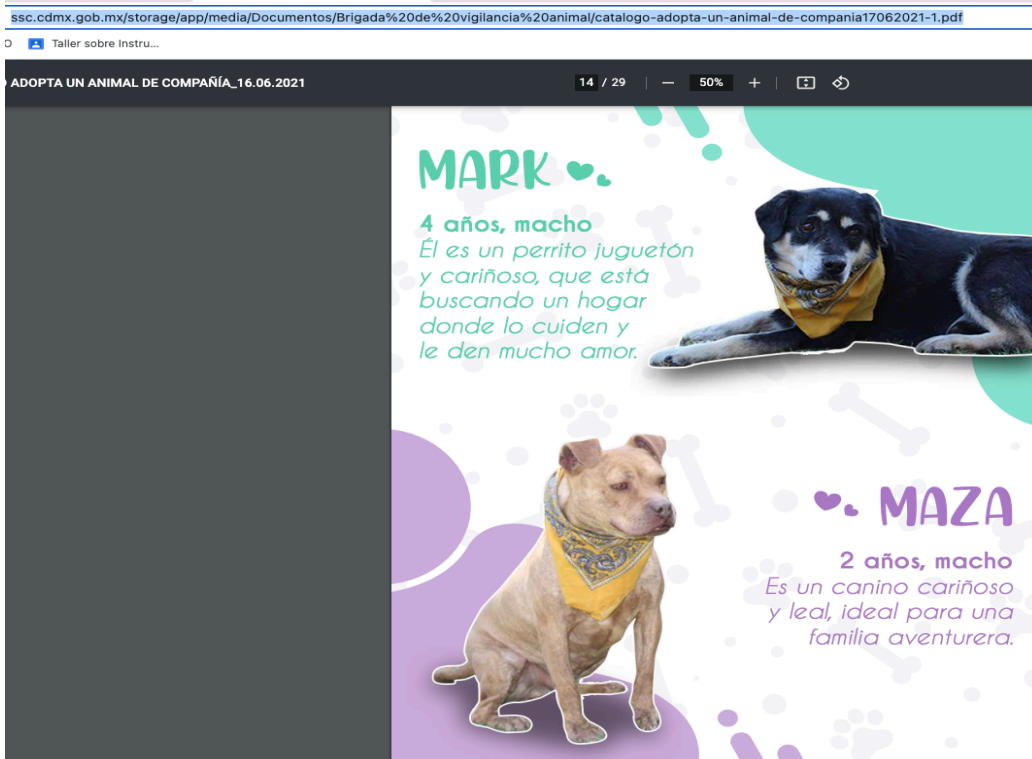 ssc.cdmx.gob.mx/storage/app/media/Documentos/Brigada%20de%20vigilancia%20animal/catalogo-adopta-un-animal-de-compania17062021-1.pdf
O Taller sobre Instru...
O ADOPTA UN ANIMAL DE COMPAÑÍA_16.06.2021
14 / 29
50%
MARK
4 años, macho
Él es un perrito juguetón
y cariñoso, que está
buscando un hogar
donde lo cuiden y
le den mucho amor.
MAZA
2 años, macho
Es un canino cariñoso
y leal, ideal para una
familia aventurera.